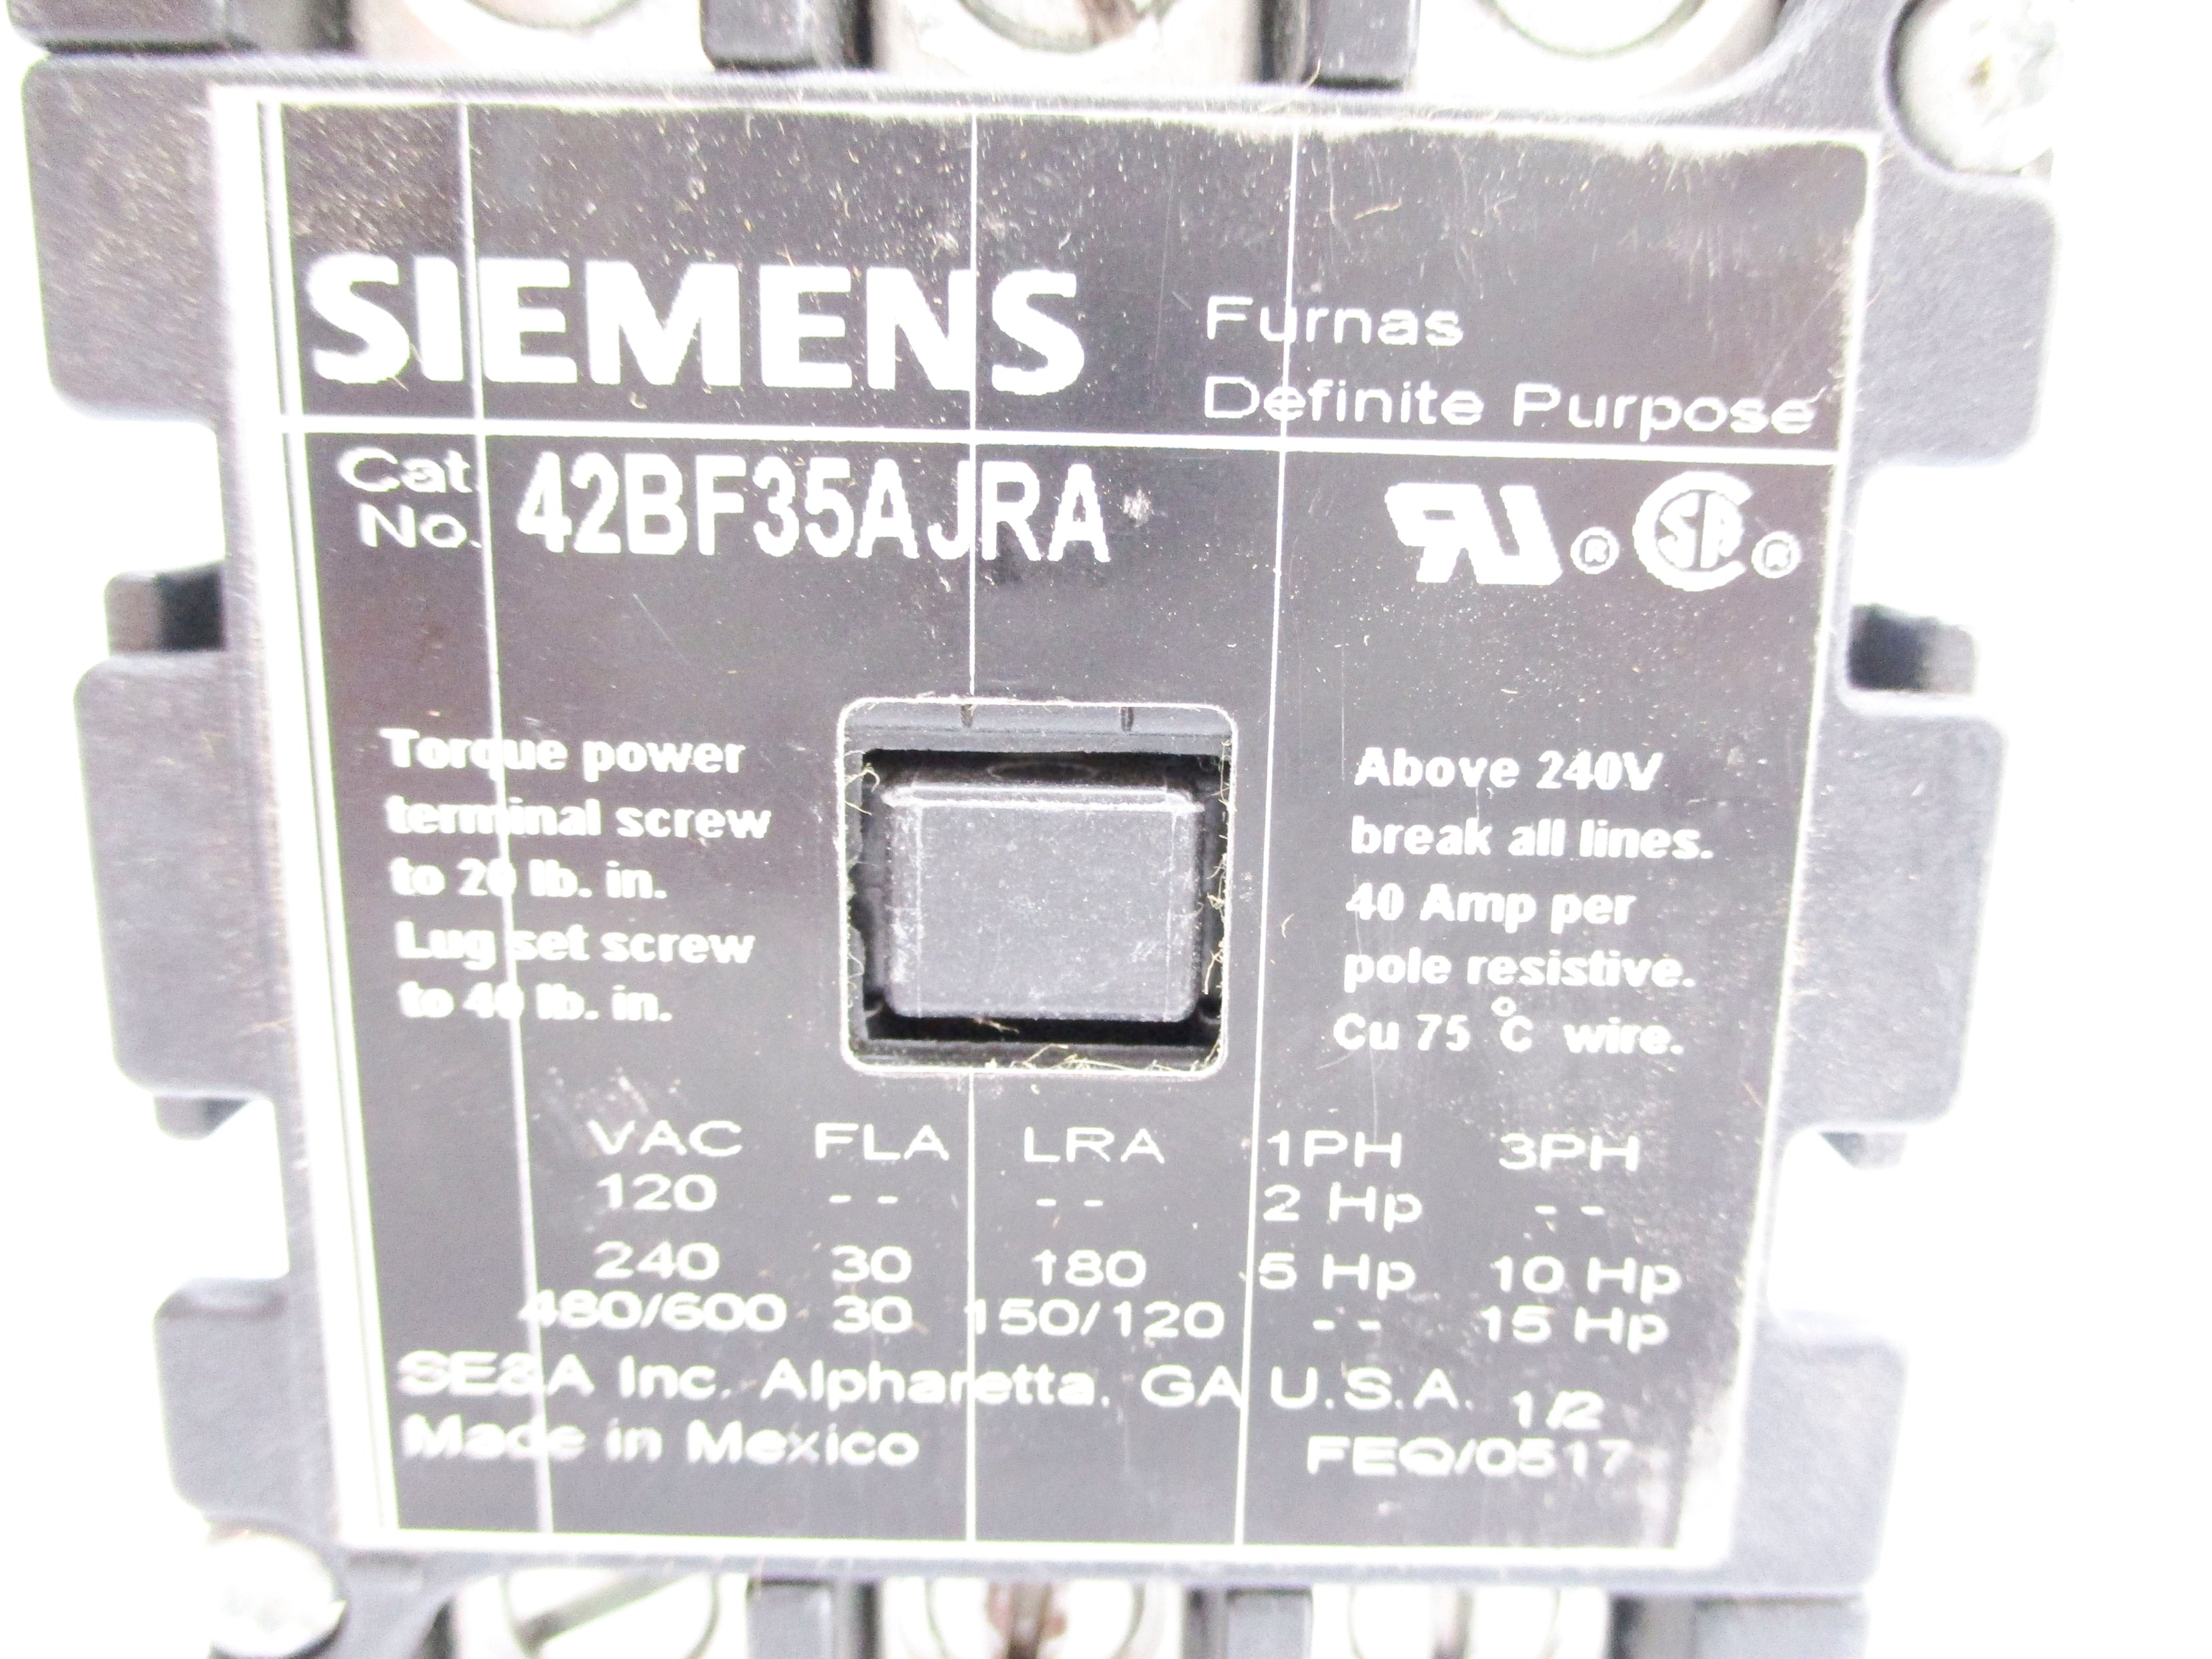 SIEMENS
Furnas
Definite Purpose
Cat.
No. 42BF35AJRA
RU ® SA ®
Torque power
terminal screw
to 20 lb. in.
Lug set screw
to 40 lb. in.
Above 240V
break all lines.
40 Amp per
pole resistive.
Cu 75 °C wire.
VAC FLA LRA 1PH 3PH
120 -- -- 2 Hp --
240 30 180 5 Hp 10 Hp
480/600 30 150/120 -- 15 Hp
SE&A Inc. Alpharetta, GA U.S.A. 1/2
Made in Mexico FEQ/0517